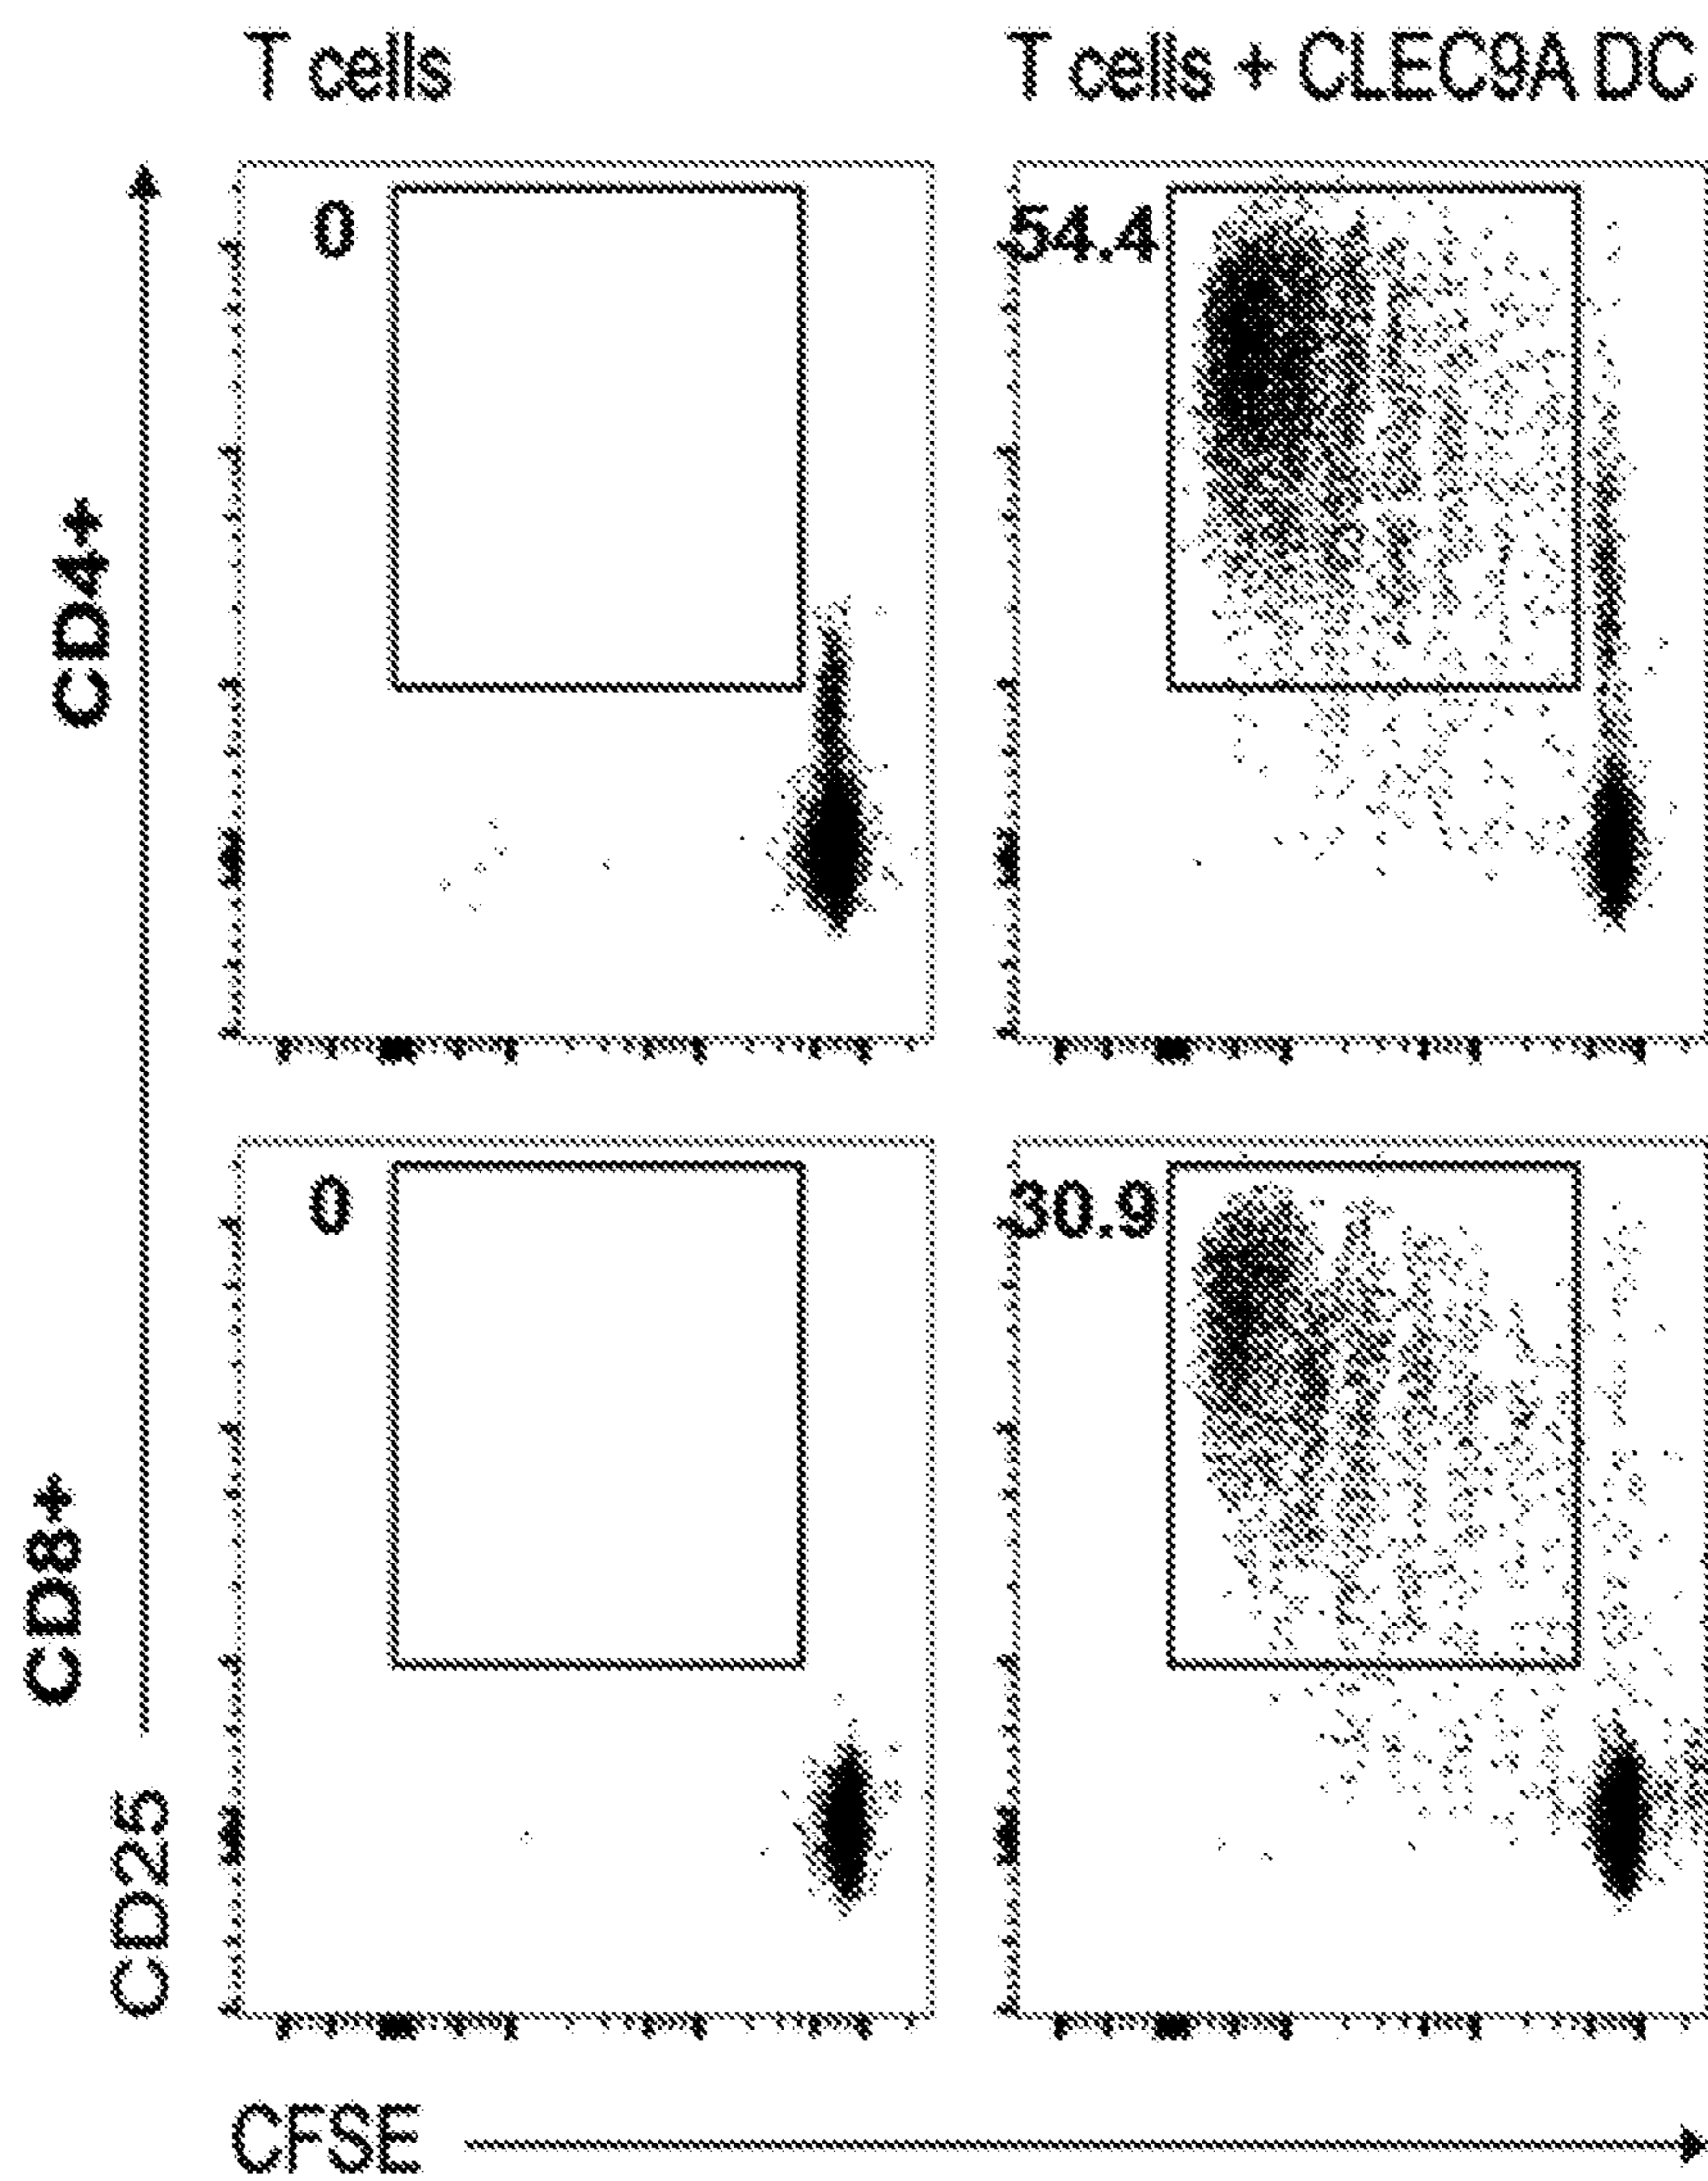 T cells
T cells + CLEC9A DC
CD4+
0
54.4
CD8+
0
30.9
CD25
CFSE